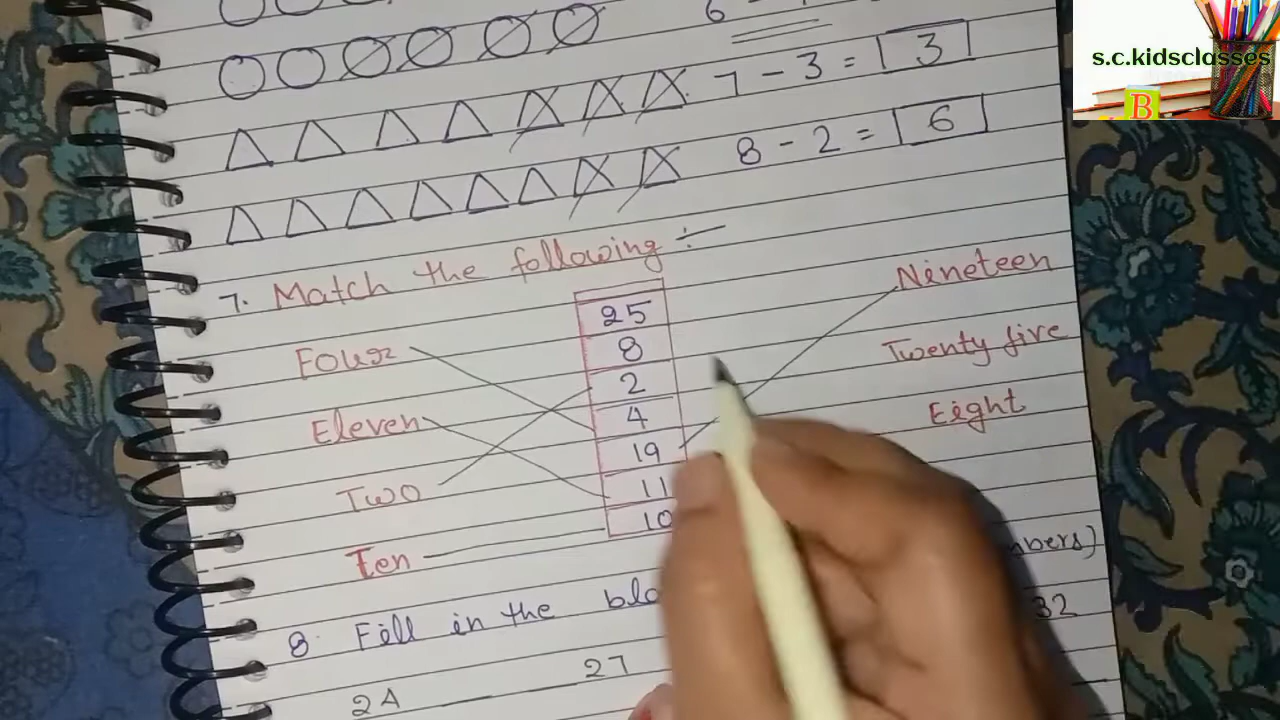 s.c.kidsclasses
B
6 -
7 - 3 = 3
8 - 2 = 6
7. Match the following :-
Four 25 Nineteen
Eleven 8 Twenty five
Two 2 Eight
Ten 4
19
11
10
8. Fill in the
24 27 32